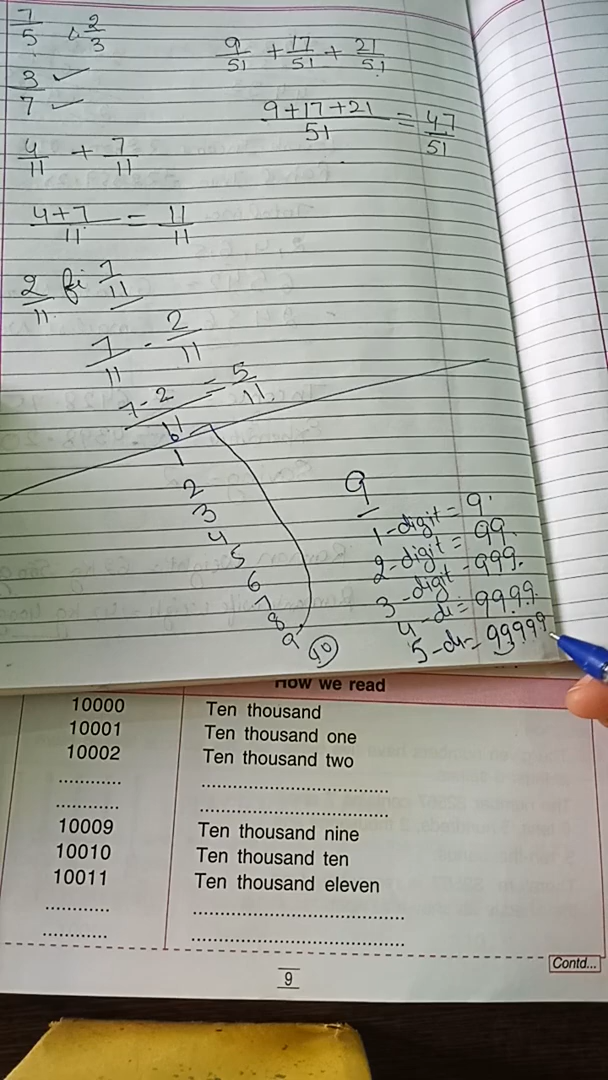 7/5 , 2/3
3/7 ✓ ✓
4/11 + 7/11
4+7/11 = 11/11
2/11 7/11
7/11 - 2/11
7-2/11 = 5/11
9/51 + 17/51 + 21/51
9+17+21/51 = 47/51
1
2
3
4
5
6
7
8
9
10
9
1-digit = 9
2-digit = 99
3-digit - 999.
4-di = 9999.
5-di = 99999
How we read
10000 Ten thousand
10001 Ten thousand one
10002 Ten thousand two
............ ....................................
............ ....................................
10009 Ten thousand nine
10010 Ten thousand ten
10011 Ten thousand eleven
............ ....................................
............ ....................................
Contd...
9